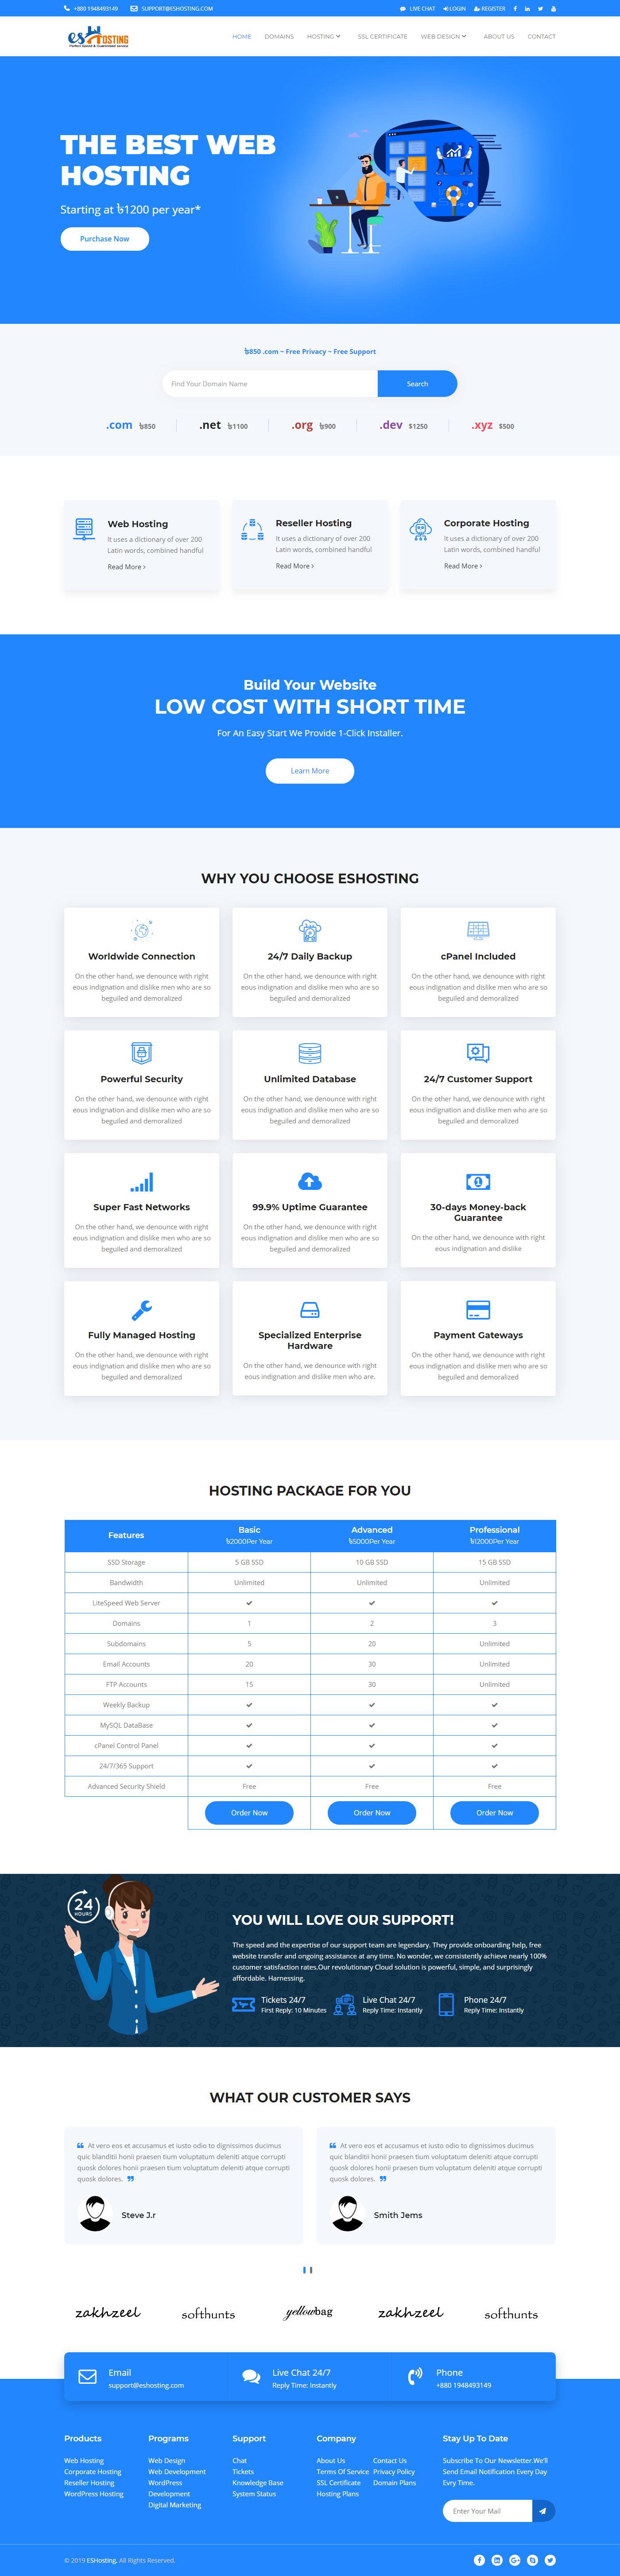 +880 1948493149 SUPPORT@ESHOSTING.COM LIVE CHAT LOGIN REGISTER
esHOSTING
Perfect Speed & Guaranteed service
HOME DOMAINS HOSTING SSL CERTIFICATE WEB DESIGN ABOUT US CONTACT
THE BEST WEB
HOSTING
Starting at ৳1200 per year*
Purchase Now
৳850 .com ~ Free Privacy ~ Free Support
Find Your Domain Name Search
.com ৳850 .net ৳1100 .org ৳900 .dev $1250 .xyz $500
Web Hosting
It uses a dictionary of over 200
Latin words, combined handful
Read More >
Reseller Hosting
It uses a dictionary of over 200
Latin words, combined handful
Read More >
Corporate Hosting
It uses a dictionary of over 200
Latin words, combined handful
Read More >
Build Your Website
LOW COST WITH SHORT TIME
For An Easy Start We Provide 1-Click Installer.
Learn More
WHY YOU CHOOSE ESHOSTING
Worldwide Connection
On the other hand, we denounce with right
eous indignation and dislike men who are so
beguiled and demoralized
24/7 Daily Backup
On the other hand, we denounce with right
eous indignation and dislike men who are so
beguiled and demoralized
cPanel Included
On the other hand, we denounce with right
eous indignation and dislike men who are so
beguiled and demoralized
Powerful Security
On the other hand, we denounce with right
eous indignation and dislike men who are so
beguiled and demoralized
Unlimited Database
On the other hand, we denounce with right
eous indignation and dislike men who are so
beguiled and demoralized
24/7 Customer Support
On the other hand, we denounce with right
eous indignation and dislike men who are so
beguiled and demoralized
Super Fast Networks
On the other hand, we denounce with right
eous indignation and dislike men who are so
beguiled and demoralized
99.9% Uptime Guarantee
On the other hand, we denounce with right
eous indignation and dislike men who are so
beguiled and demoralized
30-days Money-back
Guarantee
On the other hand, we denounce with right
eous indignation and dislike
Fully Managed Hosting
On the other hand, we denounce with right
eous indignation and dislike men who are so
beguiled and demoralized
Specialized Enterprise
Hardware
On the other hand, we denounce with right
eous indignation and dislike men who are.
Payment Gateways
On the other hand, we denounce with right
eous indignation and dislike men who are so
beguiled and demoralized
HOSTING PACKAGE FOR YOU
Features Basic Advanced Professional
৳2000Per Year ৳5000Per Year ৳12000Per Year
SSD Storage 5 GB SSD 10 GB SSD 15 GB SSD
Bandwidth Unlimited Unlimited Unlimited
LiteSpeed Web Server ✔ ✔ ✔
Domains 1 2 3
Subdomains 5 20 Unlimited
Email Accounts 20 30 Unlimited
FTP Accounts 15 30 Unlimited
Weekly Backup ✔ ✔ ✔
MySQL DataBase ✔ ✔ ✔
cPanel Control Panel ✔ ✔ ✔
24/7/365 Support ✔ ✔ ✔
Advanced Security Shield Free Free Free
Order Now Order Now Order Now
24
HOURS
YOU WILL LOVE OUR SUPPORT!
The speed and the expertise of our support team are legendary. They provide onboarding help, free
website transfer and ongoing assistance at any time. No wonder, we consistently achieve nearly 100%
customer satisfaction rates.Our revolutionary Cloud solution is powerful, simple, and surprisingly
affordable. Harnessing.
Tickets 24/7
First Reply: 10 Minutes
Live Chat 24/7
Reply Time: Instantly
Phone 24/7
Reply Time: Instantly
WHAT OUR CUSTOMER SAYS
“ At vero eos et accusamus et iusto odio to dignissimos ducimus
quic blanditii honii praesen tium voluptatum deleniti atque corrupti
quosk dolores honii praesen tium voluptatum deleniti atque corrupti
quosk dolores. ”
Steve J.r
“ At vero eos et accusamus et iusto odio to dignissimos ducimus
quic blanditii honii praesen tium voluptatum deleniti atque corrupti
quosk dolores honii praesen tium voluptatum deleniti atque corrupti
quosk dolores. ”
Smith Jems
zakhzeel softhunts yellowbag zakhzeel softhunts
Email
support@eshosting.com
Live Chat 24/7
Reply Time: Instantly
Phone
+880 1948493149
Products
Web Hosting
Corporate Hosting
Reseller Hosting
WordPress Hosting
Programs
Web Design
Web Development
WordPress
Development
Digital Marketing
Support
Chat
Tickets
Knowledge Base
System Status
Company
About Us Contact Us
Terms Of Service Privacy Policy
SSL Certificate Domain Plans
Hosting Plans
Stay Up To Date
Subscribe To Our Newsletter.We'll
Send Email Notification Every Day
Evry Time.
Enter Your Mail
© 2019 ESHosting. All Rights Reserved.